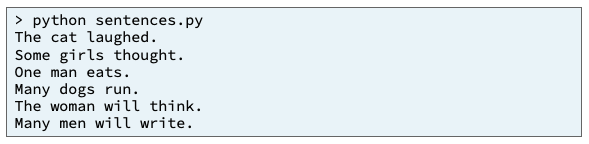 > python sentences.py
The cat laughed.
Some girls thought.
One man eats.
Many dogs run.
The woman will think.
Many men will write.